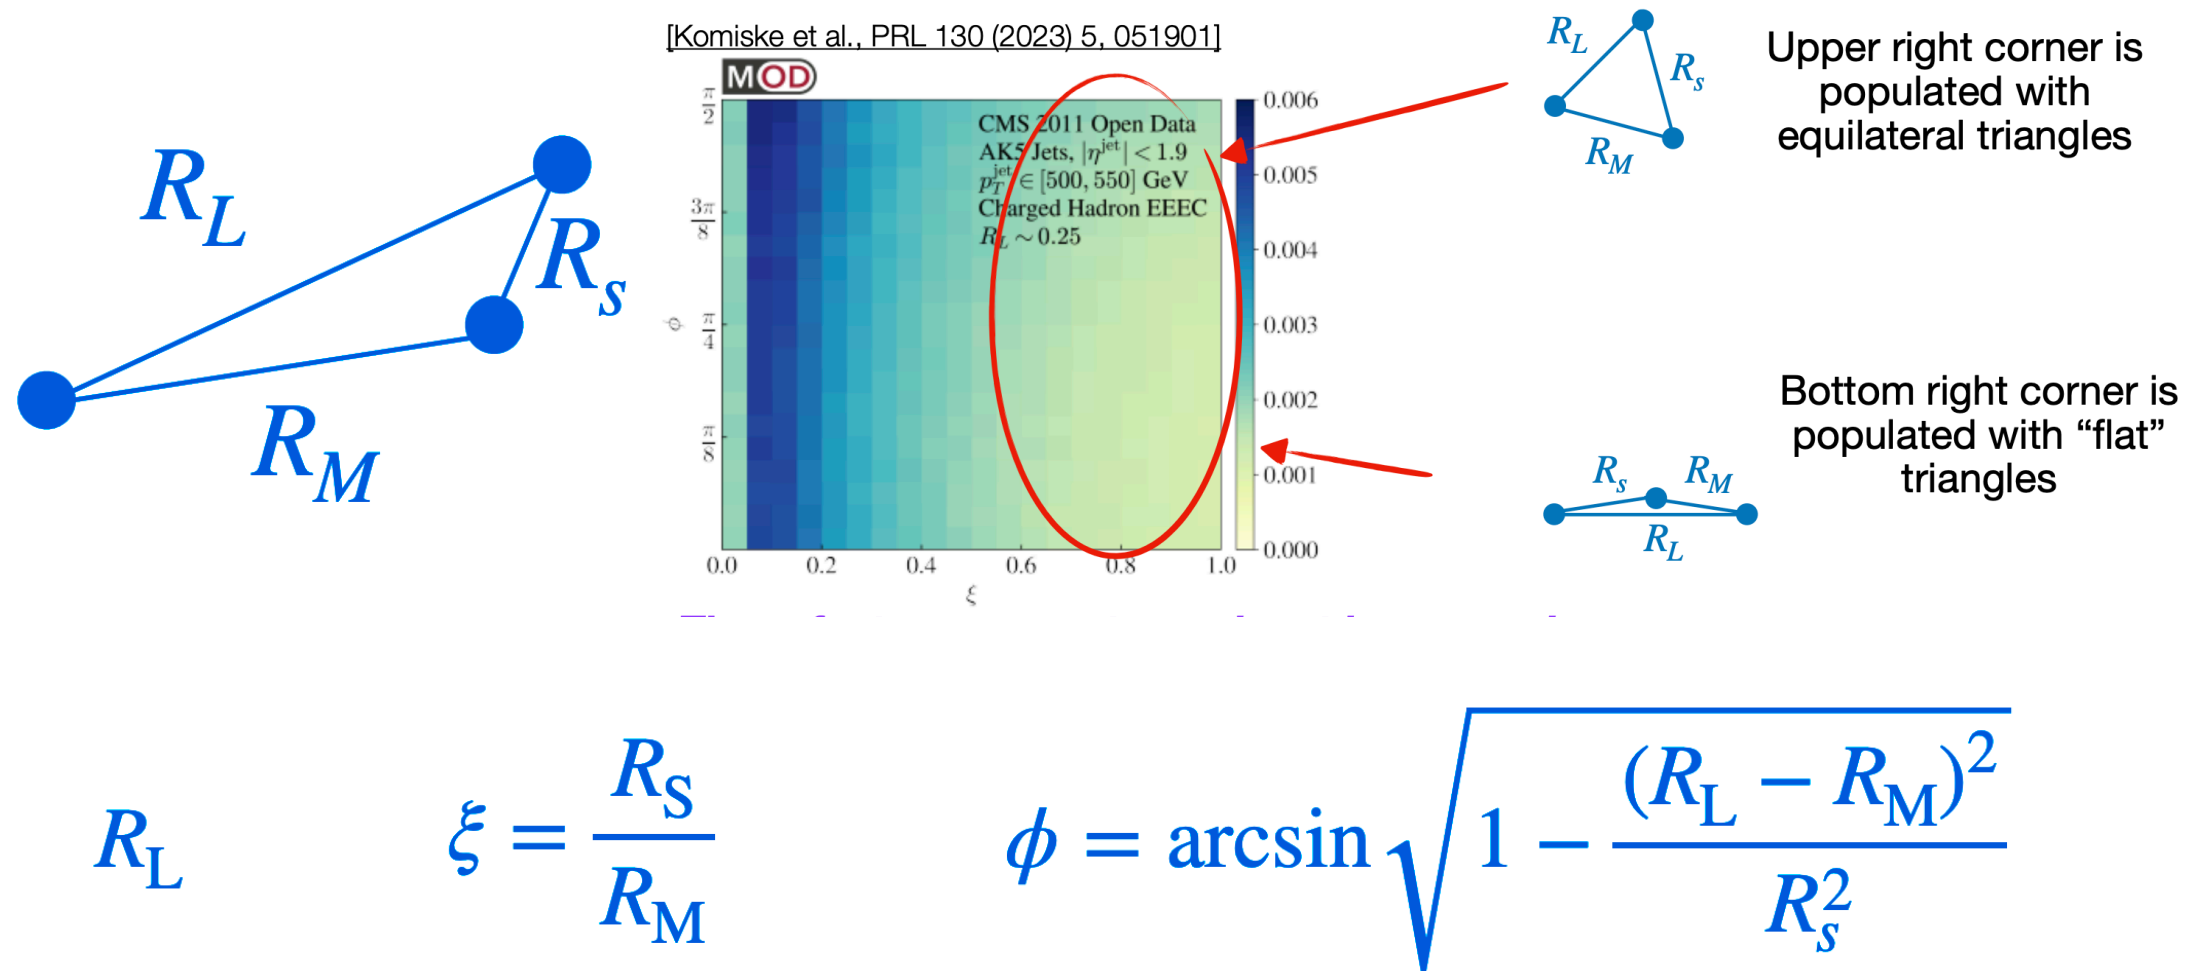 [Komiske et al., PRL 130 (2023) 5, 051901]
MOD
R_L
R_s
R_M
CMS 2011 Open Data
AK5 Jets, |η^jet| < 1.9
p_T^jet ∈ [500, 550] GeV
Charged Hadron EEEC
R_L ~ 0.25
π/2
3π/8
π/4
π/8
ϕ
0.0 0.2 0.4 0.6 0.8 1.0
ξ
0.006
0.005
0.004
0.003
0.002
0.001
0.000
R_L
R_s
R_M
Upper right corner is
populated with
equilateral triangles
R_s R_M
R_L
Bottom right corner is
populated with “flat”
triangles
R_L
ξ = R_S / R_M
ϕ = arcsin √(1 − (R_L − R_M)² / R_s²)